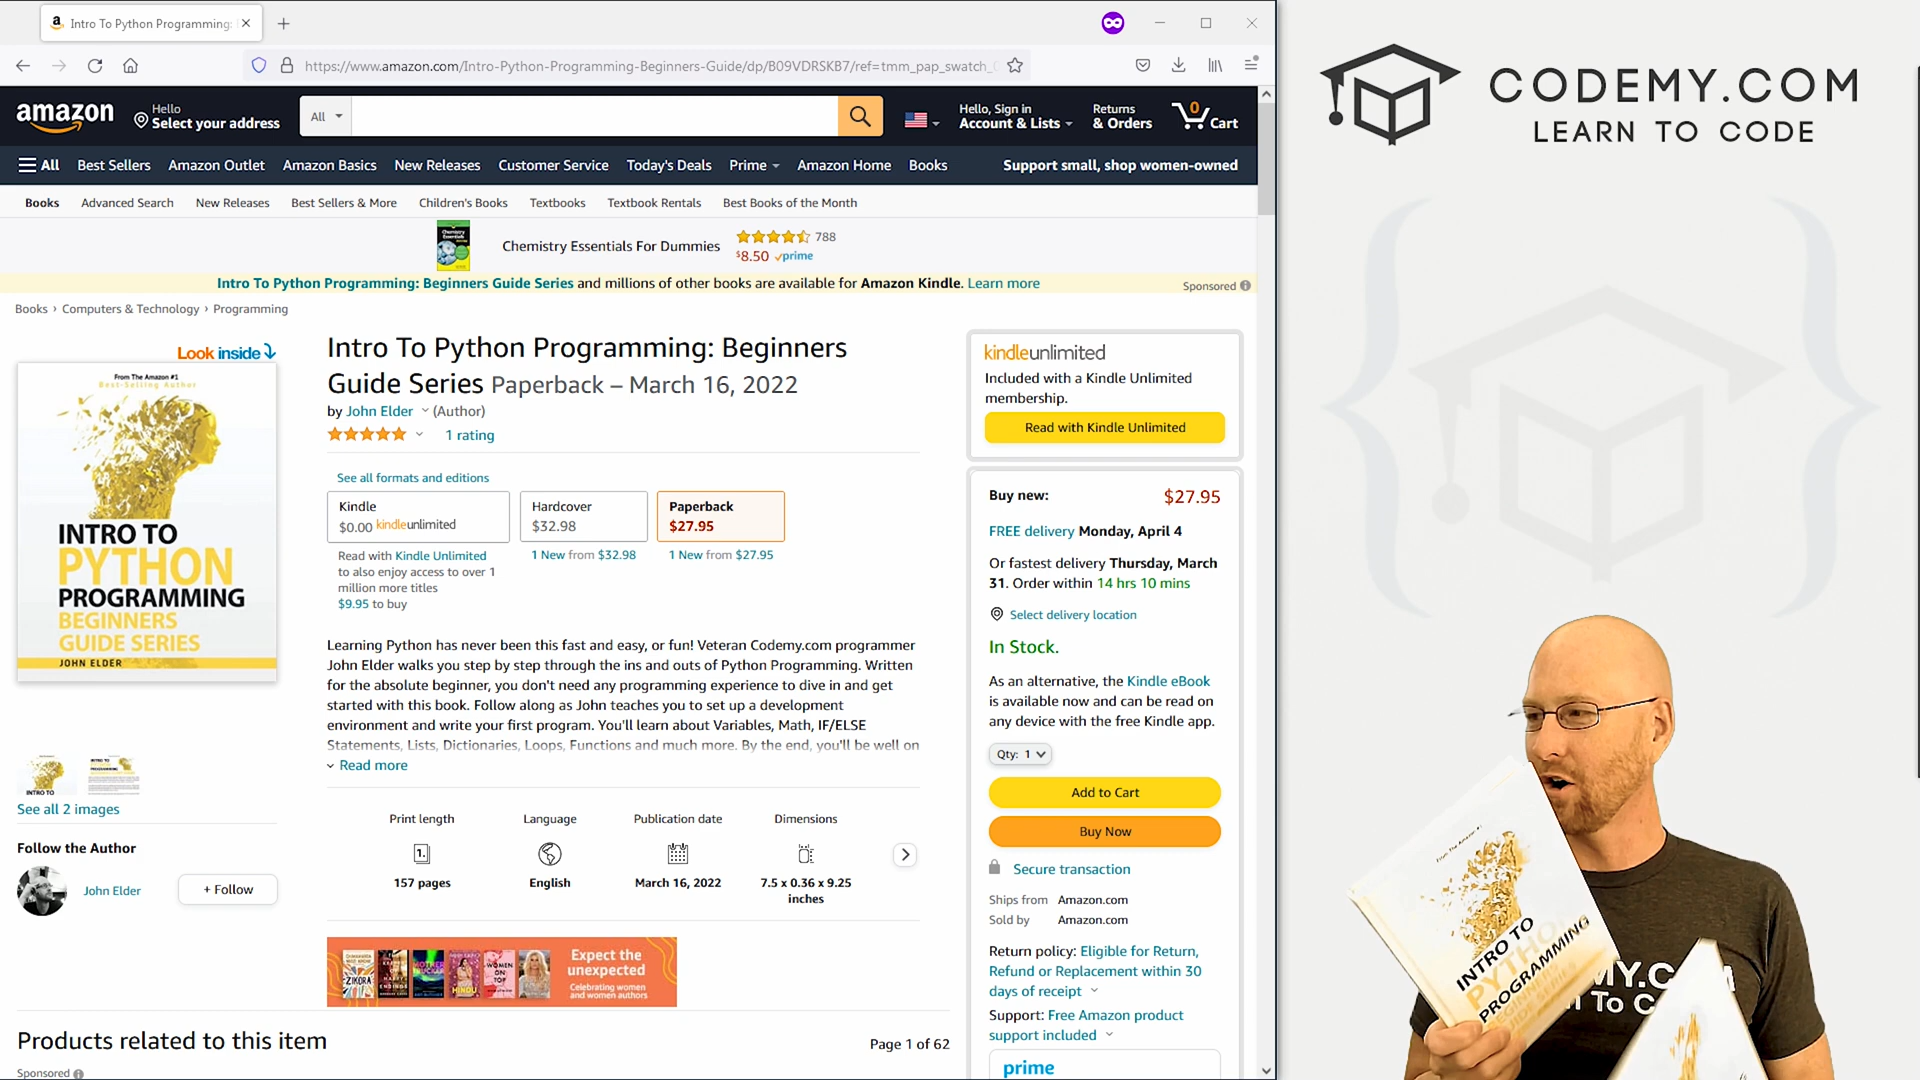 Intro To Python Programming:
https://www.amazon.com/Intro-Python-Programming-Beginners-Guide/dp/B09VDRSKB7/ref=tmm_pap_swatch_
amazon
Hello
Select your address
All
Hello, Sign in
Account & Lists
Returns
& Orders
0
Cart
All Best Sellers Amazon Outlet Amazon Basics New Releases Customer Service Today's Deals Prime Amazon Home Books Support small, shop women-owned
Books Advanced Search New Releases Best Sellers & More Children's Books Textbooks Textbook Rentals Best Books of the Month
Chemistry Essentials For Dummies
788
$8.50 prime
Intro To Python Programming: Beginners Guide Series and millions of other books are available for Amazon Kindle. Learn more
Sponsored
Books › Computers & Technology › Programming
Look inside
From The Amazon #1
Best-Selling Author
INTRO TO
PYTHON
PROGRAMMING
BEGINNERS
GUIDE SERIES
JOHN ELDER
INTRO TO
See all 2 images
Follow the Author
John Elder
+ Follow
Intro To Python Programming: Beginners
Guide Series Paperback – March 16, 2022
by John Elder (Author)
1 rating
See all formats and editions
Kindle
$0.00 kindleunlimited
Read with Kindle Unlimited
to also enjoy access to over 1
million more titles
$9.95 to buy
Hardcover
$32.98
1 New from $32.98
Paperback
$27.95
1 New from $27.95
Learning Python has never been this fast and easy, or fun! Veteran Codemy.com programmer
John Elder walks you step by step through the ins and outs of Python Programming. Written
for the absolute beginner, you don't need any programming experience to dive in and get
started with this book. Follow along as John teaches you to set up a development
environment and write your first program. You'll learn about Variables, Math, IF/ELSE
Statements, Lists, Dictionaries, Loops, Functions and much more. By the end, you'll be well on
Read more
Print length
1.
157 pages
Language
English
Publication date
March 16, 2022
Dimensions
7.5 x 0.36 x 9.25
inches
ZIKORA
HINDU
WOMEN
ON
TOP
Expect the
unexpected
Celebrating women
and women authors
Products related to this item
Page 1 of 62
Sponsored
kindleunlimited
Included with a Kindle Unlimited
membership.
Read with Kindle Unlimited
Buy new:
$27.95
FREE delivery Monday, April 4
Or fastest delivery Thursday, March
31. Order within 14 hrs 10 mins
Select delivery location
In Stock.
As an alternative, the Kindle eBook
is available now and can be read on
any device with the free Kindle app.
Qty: 1
Add to Cart
Buy Now
Secure transaction
Ships from Amazon.com
Sold by Amazon.com
Return policy: Eligible for Return,
Refund or Replacement within 30
days of receipt
Support: Free Amazon product
support included
prime
CODEMY.COM
LEARN TO CODE
From The Amazon #1
INTRO TO
PYTHON
PROGRAMMING
MY.C
To C